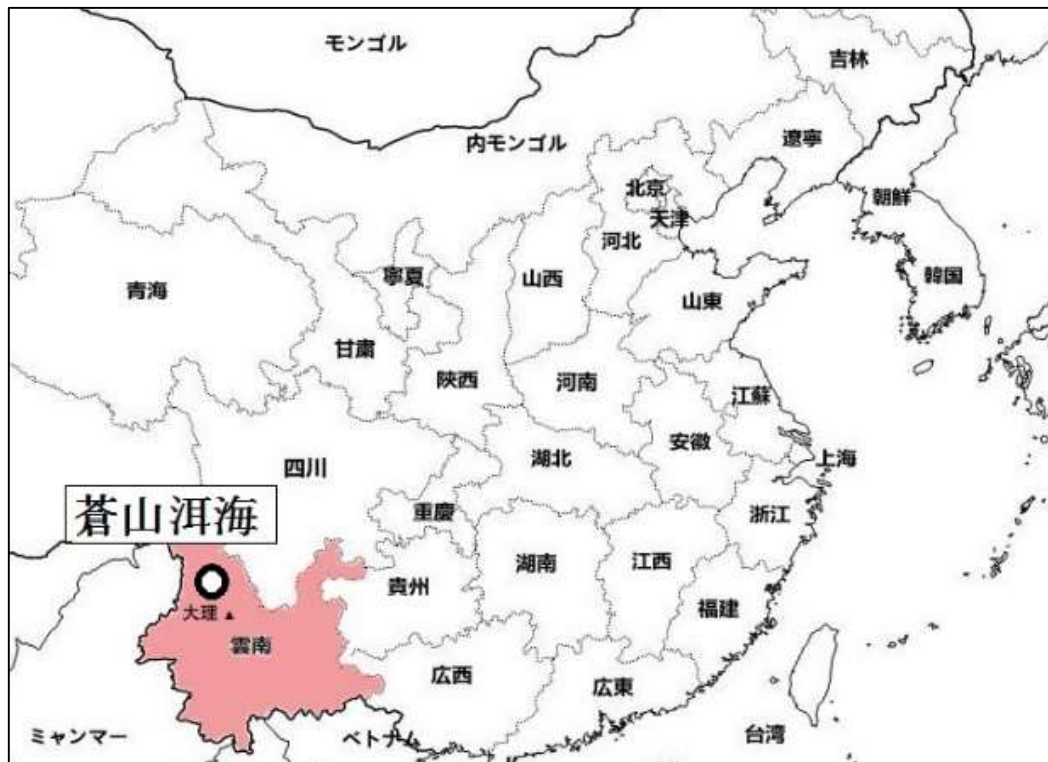 モンゴル
吉林
内モンゴル
遼寧
北京
天津
朝鮮
河北
寧夏
山西
韓国
青海
山東
甘粛
陝西
河南
江蘇
安徽
四川
湖北
上海
蒼山洱海
重慶
浙江
湖南
江西
貴州
大理
福建
雲南
広西
広東
ミャンマー
ベトナム
台湾